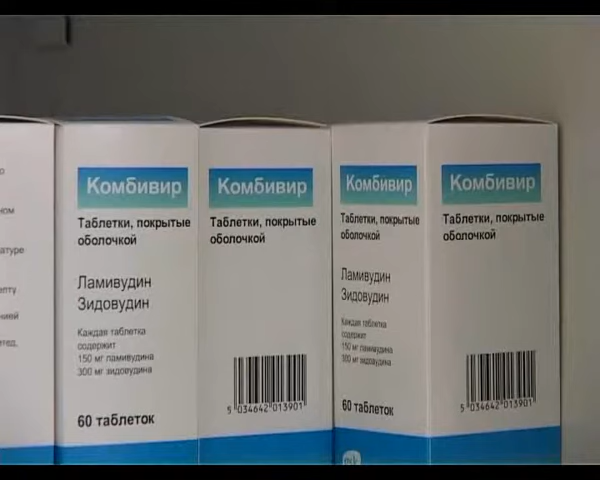 Комбивир
Таблетки, покрытые
оболочкой
Ламивудин
Зидовудин
Каждая таблетка
содержит
150 мг ламивудина
300 мг зидовудина
60 таблеток
Комбивир
Таблетки, покрытые
оболочкой
5 034642 013901
Комбивир
Таблетки, покрытые
оболочкой
Ламивудин
Зидовудин
Каждая таблетка
содержит
150 мг ламивудина
300 мг зидовудина
60 таблеток
gsk
Комбивир
Таблетки, покрытые
оболочкой
5 034642 013901